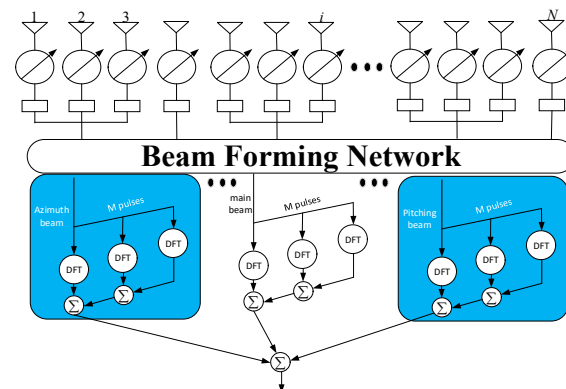 1 2 3 i N
Beam Forming Network
Azimuth beam
M pulses
DFT
DFT
DFT
Σ
Σ
main beam
M pulses
DFT
DFT
DFT
Σ
Σ
Pitching beam
M pulses
DFT
DFT
DFT
Σ
Σ
Σ